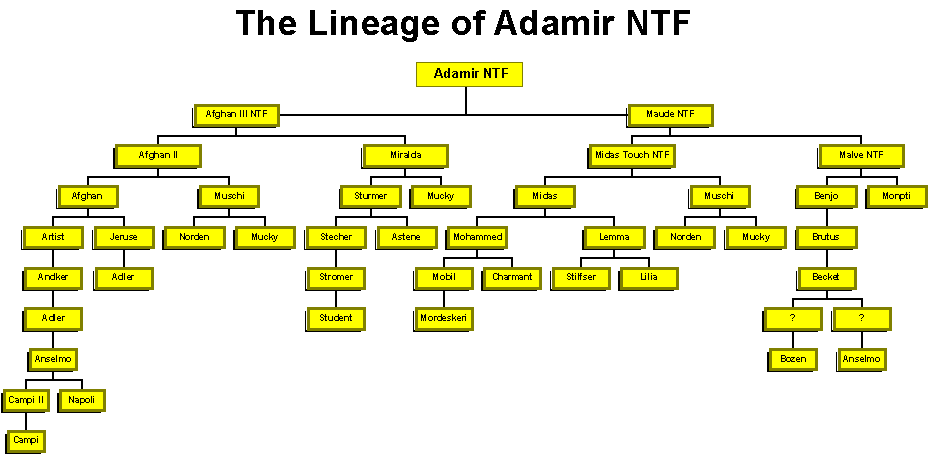 The Lineage of Adamir NTF
Adamir NTF
Afghan III NTF
Maude NTF
Afghan II
Miralda
Midas Touch NTF
Malve NTF
Afghan
Muschi
Sturmer
Mucky
Midas
Muschi
Benjo
Monpti
Artist
Jeruse
Norden
Mucky
Stecher
Astene
Mohammed
Lemma
Norden
Mucky
Brutus
Andker
Adler
Stromer
Mobil
Charmant
Stilfser
Lilia
Becket
Adler
Student
Mordeskeri
?
?
Anselmo
Bozen
Anselmo
Campi II
Napoli
Campi